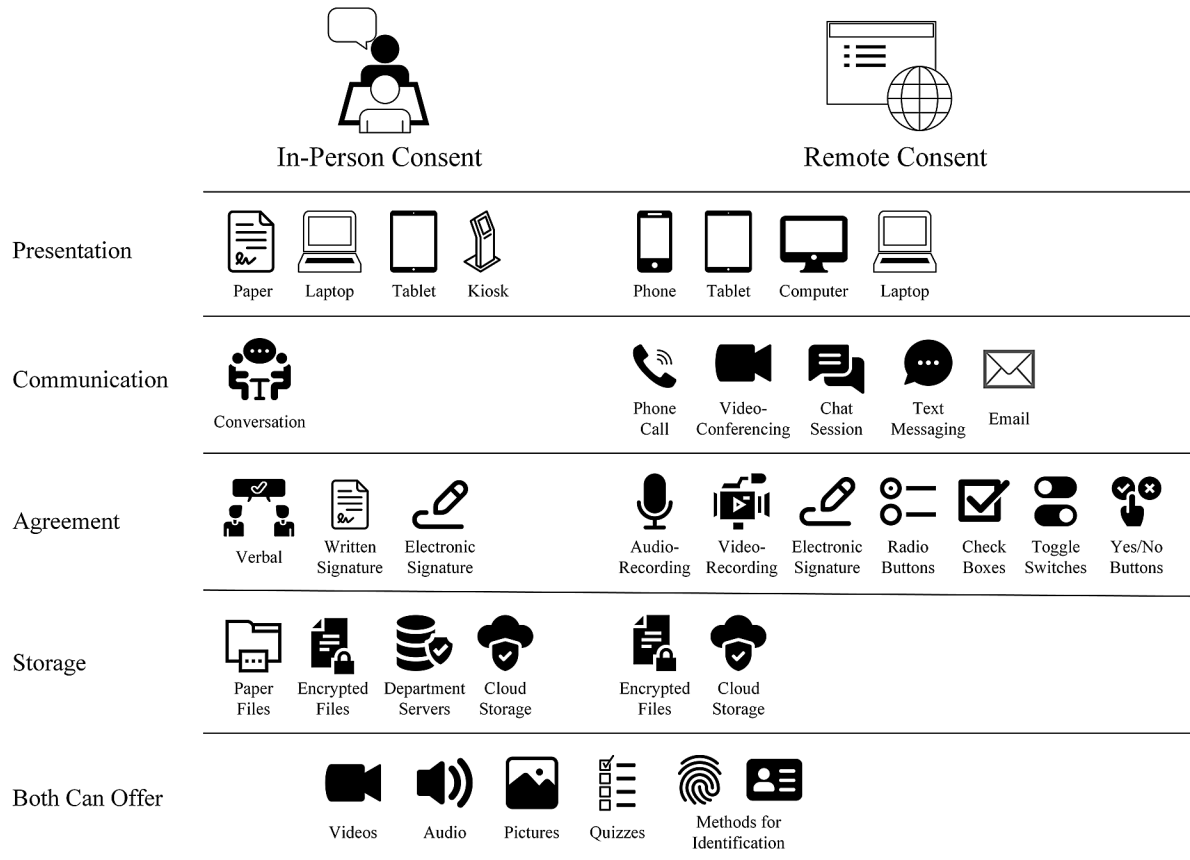 In-Person Consent
Remote Consent
Presentation
Paper
Laptop
Tablet
Kiosk
Phone
Tablet
Computer
Laptop
Communication
Conversation
Phone
Call
Video-
Conferencing
Chat
Session
Text
Messaging
Email
Agreement
Verbal
Written
Signature
Electronic
Signature
Audio-
Recording
Video-
Recording
Electronic
Signature
Radio
Buttons
Check
Boxes
Toggle
Switches
Yes/No
Buttons
Storage
Paper
Files
Encrypted
Files
Department
Servers
Cloud
Storage
Encrypted
Files
Cloud
Storage
Both Can Offer
Videos
Audio
Pictures
Quizzes
Methods for
Identification